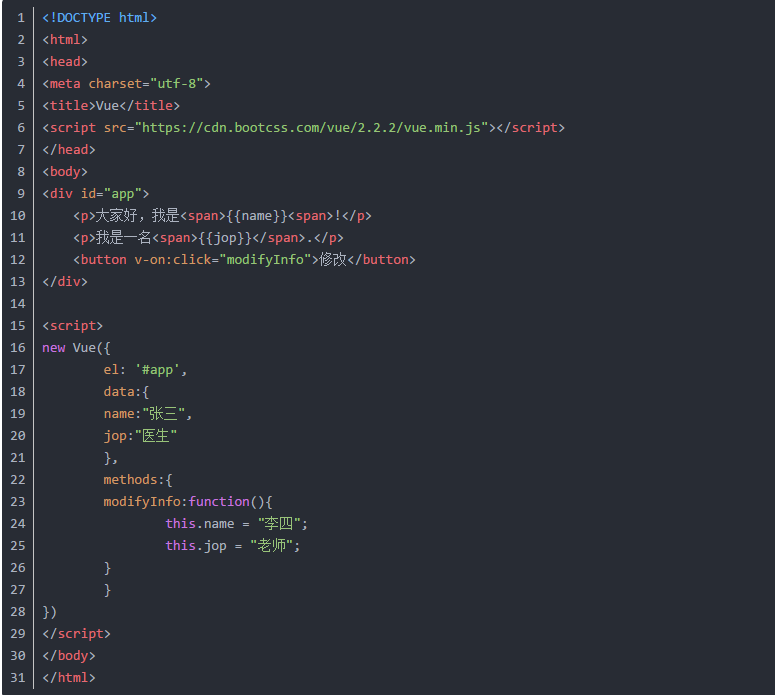 1 <!DOCTYPE html>
2 <html>
3 <head>
4 <meta charset="utf-8">
5 <title>Vue</title>
6 <script src="https://cdn.bootcss.com/vue/2.2.2/vue.min.js"></script>
7 </head>
8 <body>
9 <div id="app">
10     <p>大家好，我是<span>{{name}}<span>!</p>
11     <p>我是一名<span>{{jop}}</span>.</p>
12     <button v-on:click="modifyInfo">修改</button>
13 </div>
14
15 <script>
16 new Vue({
17         el: '#app',
18         data:{
19         name:"张三",
20         jop:"医生"
21         },
22         methods:{
23         modifyInfo:function(){
24                 this.name = "李四";
25                 this.jop = "老师";
26         }
27         }
28 })
29 </script>
30 </body>
31 </html>